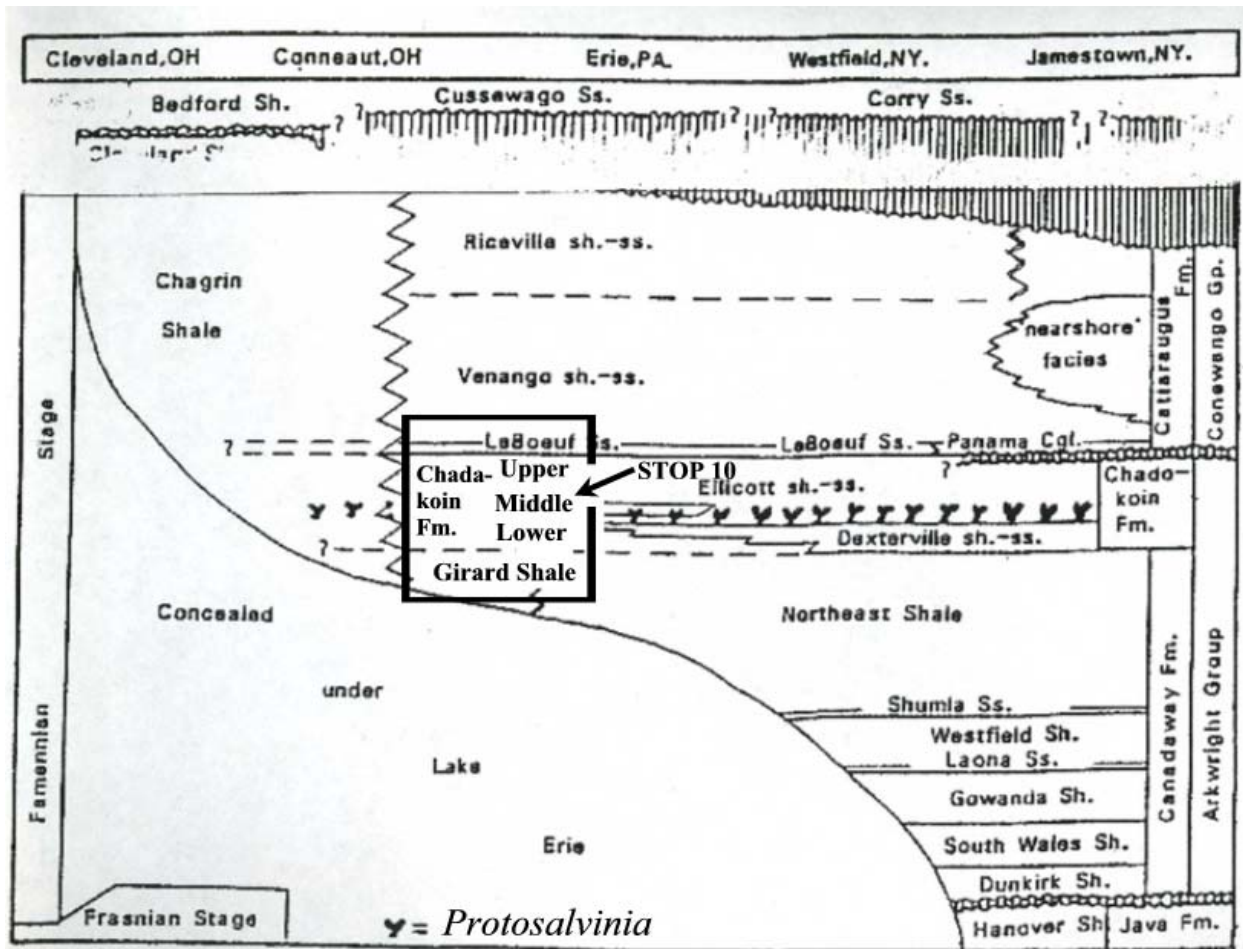 Cleveland,OH Conneaut,OH Erie,PA. Westfield,NY. Jamestown,NY.
Bedford Sh. Cussewago Ss. Corry Ss.
? ? ? ? ? ?
Riceville sh.-ss.
Chagrin
Shale
nearshore
facies
Venango sh.-ss.
Cattaraugus Fm.
Conewango Gp.
Stage
? LeBoeuf Ss. LeBoeuf Ss. Panama Cgl.
Chada-
koin
Fm.
Upper
Middle
Lower
STOP 10
?
Ellicott sh.-ss.
Chado-
koin
Fm.
? Dexterville sh.-ss.
Girard Shale
Concealed
Northeast Shale
under
Shumla Ss.
Westfield Sh.
Laona Ss.
Lake
Gowanda Sh.
Erie
South Wales Sh.
Dunkirk Sh.
Canadaway Fm.
Arkwright Group
Famennian
Frasnian Stage
= Protosalvinia
Hanover Sh. Java Fm.